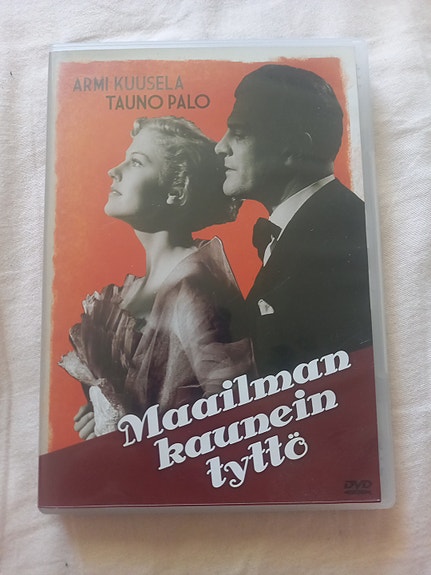 ARMI KUUSELA
TAUNO PALO
Maailman
kaunein
tyttö
DVD